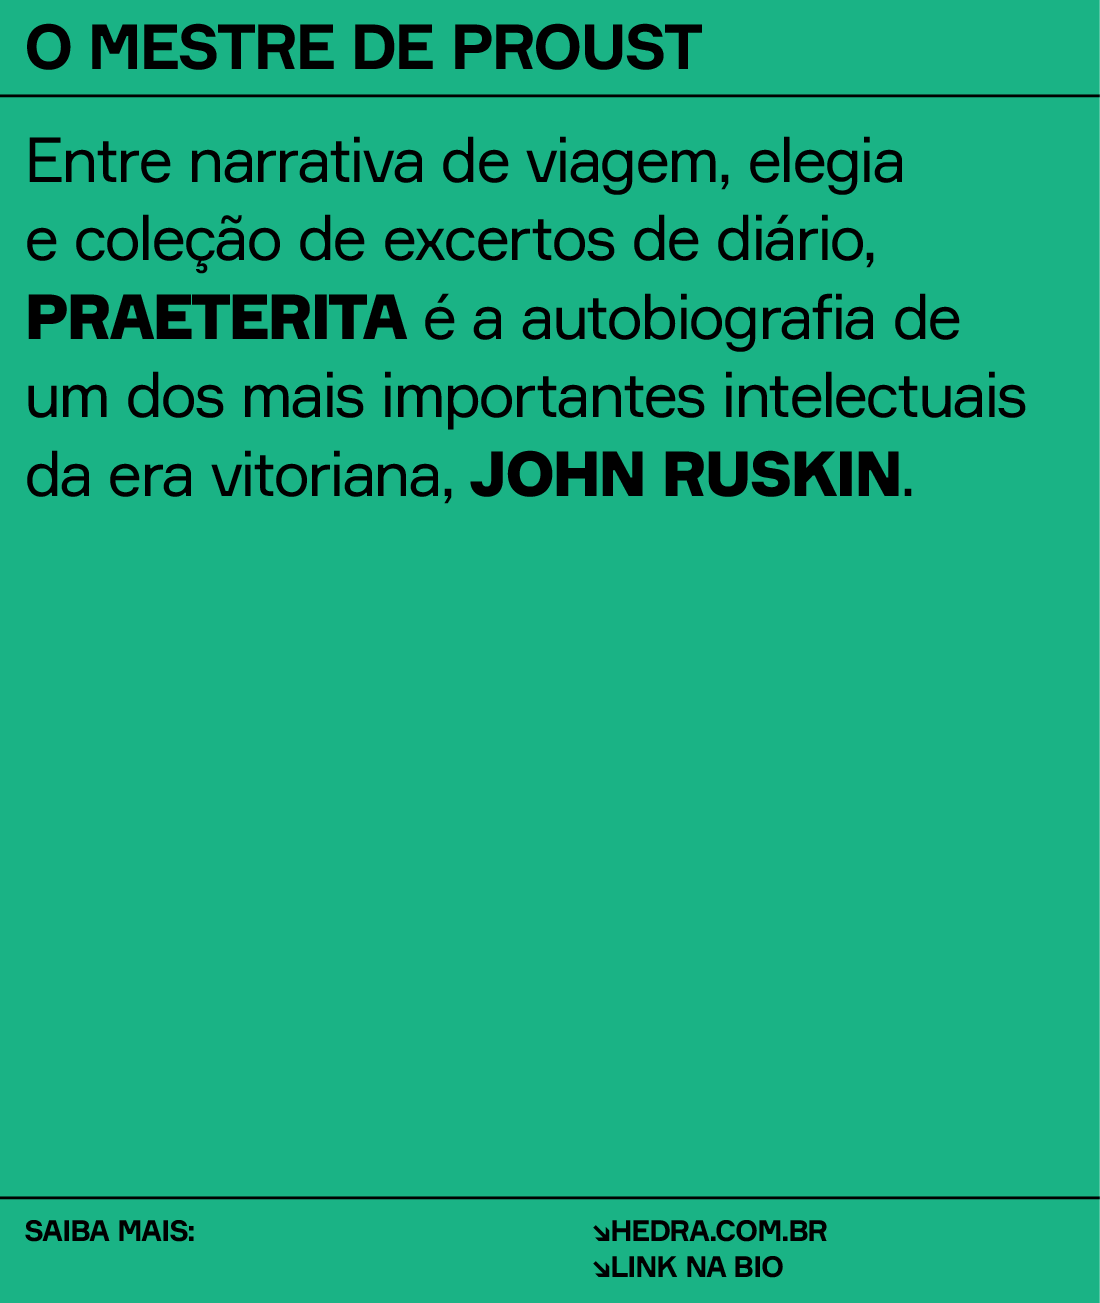 O MESTRE DE PROUST
Entre narrativa de viagem, elegia
e coleção de excertos de diário,
PRAETERITA é a autobiografia de
um dos mais importantes intelectuais
da era vitoriana, JOHN RUSKIN.
SAIBA MAIS:
↘HEDRA.COM.BR
↘LINK NA BIO